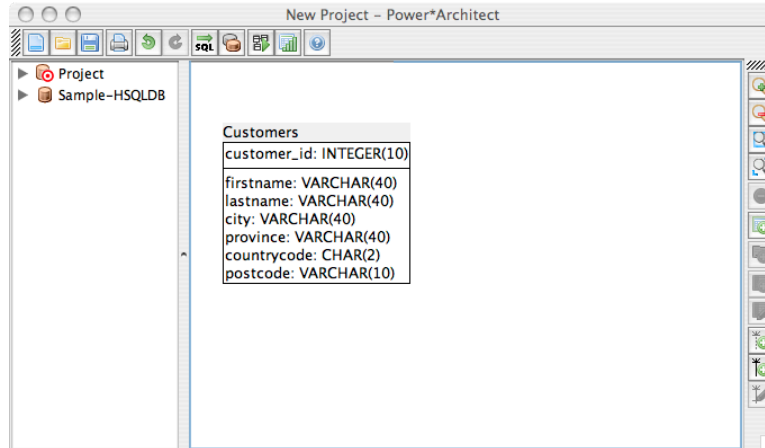 New Project – Power*Architect
SQL
Project
Sample-HSQLDB
Customers
customer_id: INTEGER(10)
firstname: VARCHAR(40)
lastname: VARCHAR(40)
city: VARCHAR(40)
province: VARCHAR(40)
countrycode: CHAR(2)
postcode: VARCHAR(10)